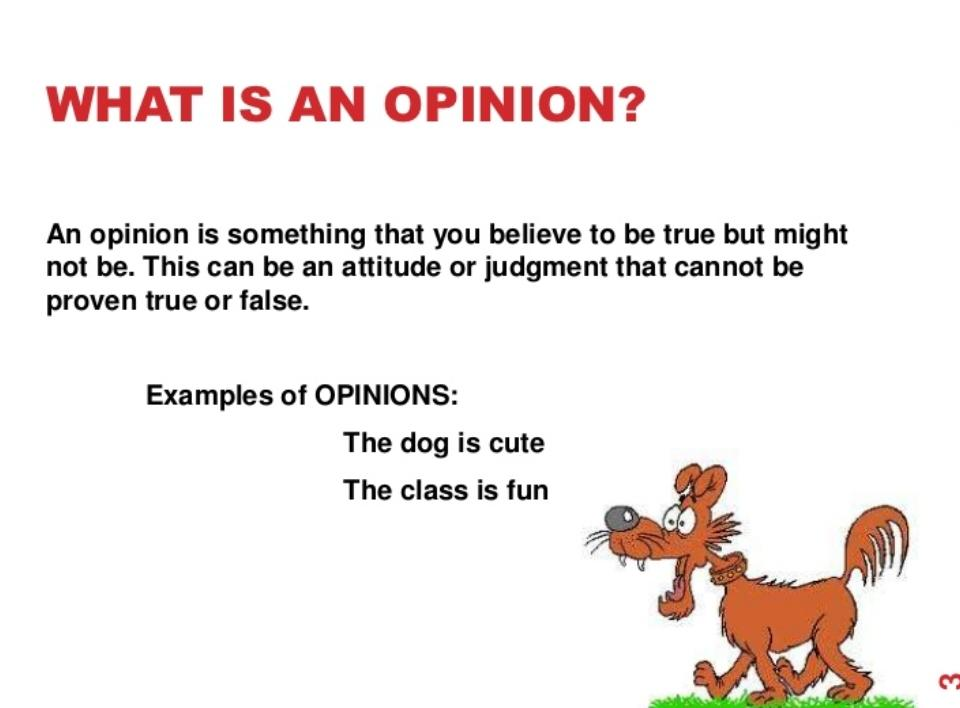 WHAT IS AN OPINION?
An opinion is something that you believe to be true but might
not be. This can be an attitude or judgment that cannot be
proven true or false.
Examples of OPINIONS:
The dog is cute
The class is fun
3